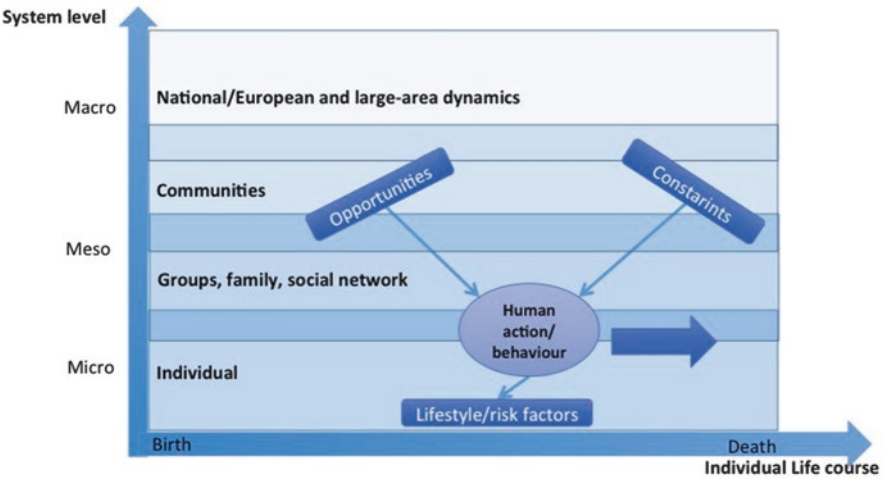 System level
Macro
National/European and large-area dynamics
Communities
Opportunities
Constarints
Meso
Groups, family, social network
Human
action/
behaviour
Micro
Individual
Lifestyle/risk factors
Birth
Death
Individual Life course